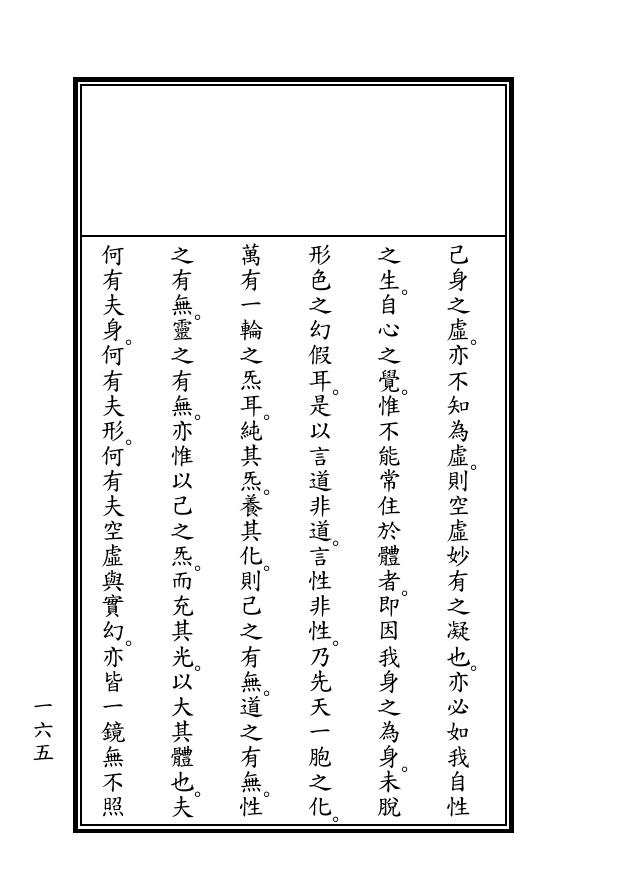 己身之虛。亦不知為虛。則空虛妙有之凝也。亦必如我自性
之生。自心之覺。惟不能常住於體者。即因我身之為身。未脫
形色之幻假耳。是以言道非道。言性非性。乃先天一胞之化。
萬有一輪之炁耳。純其炁。養其化。則己之有無。道之有無。性
之有無。靈之有無。亦惟以己之炁。而充其光。以大其體也。夫
何有夫身。何有夫形。何有夫空虛與實幻。亦皆一鏡無不照
一六五